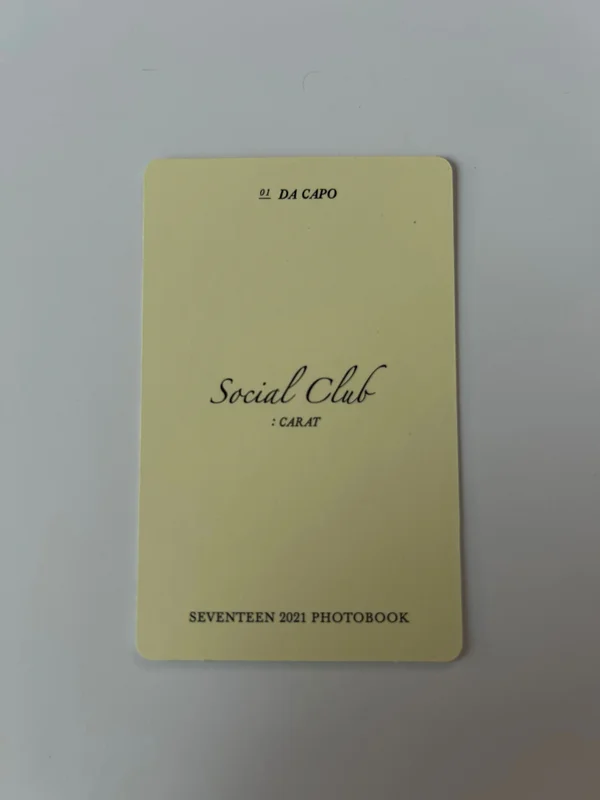 01 DA CAPO
Social Club
: CARAT
SEVENTEEN 2021 PHOTOBOOK